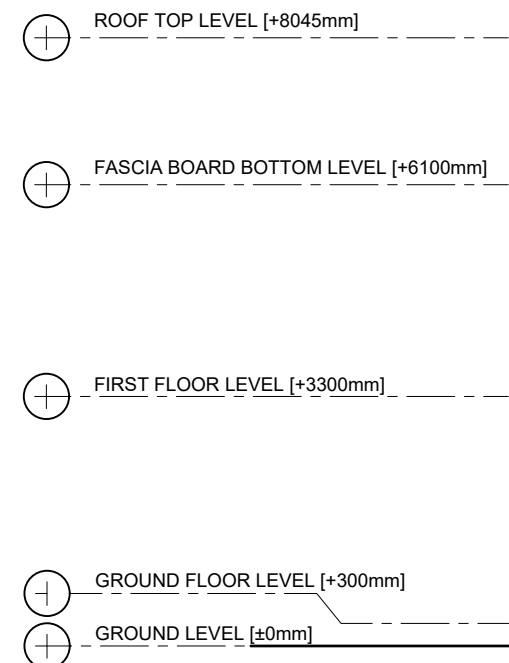 ROOF TOP LEVEL [+8045mm]
FASCIA BOARD BOTTOM LEVEL [+6100mm]
FIRST FLOOR LEVEL [+3300mm]
GROUND FLOOR LEVEL [+300mm]
GROUND LEVEL [±0mm]